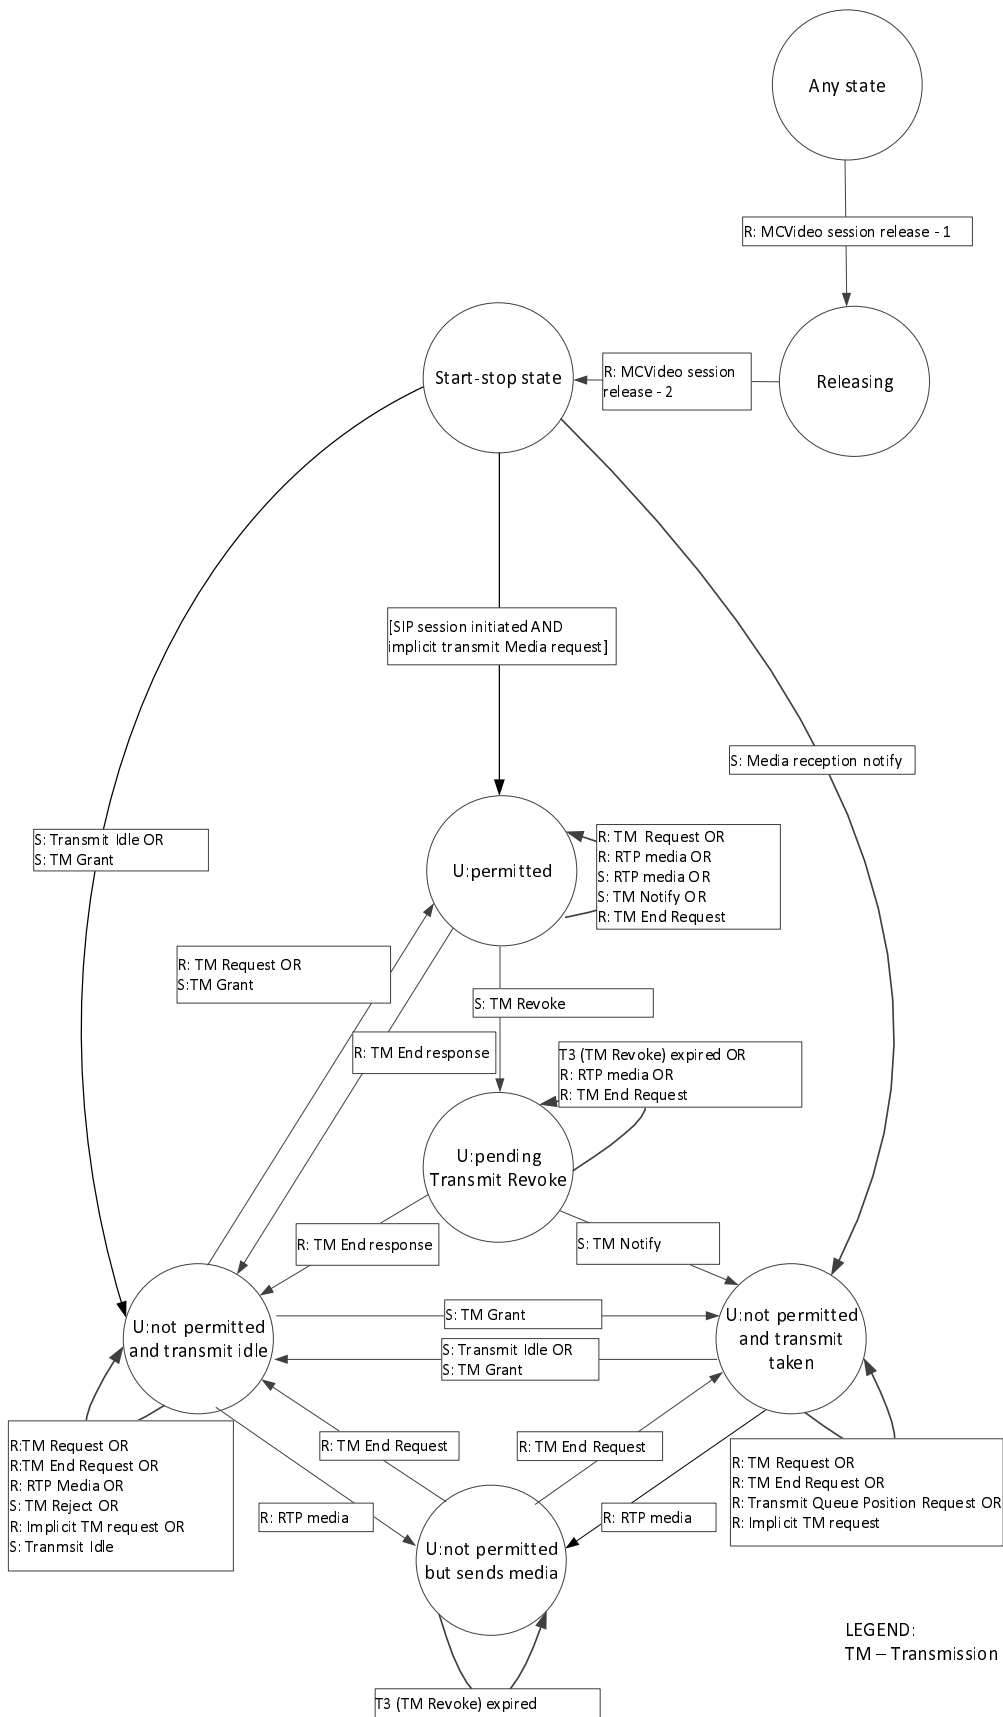 Any state
R: MCVideo session release - 1
Start-stop state
R: MCVideo session
release - 2
Releasing
[SIP session initiated AND
implicit transmit Media request]
S: Media reception notify
S: Transmit Idle OR
S: TM Grant
U:permitted
R: TM Request OR
R: RTP media OR
S: RTP media OR
S: TM Notify OR
R: TM End Request
R: TM Request OR
S:TM Grant
S: TM Revoke
R: TM End response
T3 (TM Revoke) expired OR
R: RTP media OR
R: TM End Request
U:pending
Transmit Revoke
R: TM End response
S: TM Notify
U:not permitted
and transmit idle
S: TM Grant
S: Transmit Idle OR
S: TM Grant
U:not permitted
and transmit
taken
R:TM Request OR
R:TM End Request OR
R: RTP Media OR
S: TM Reject OR
R: Implicit TM request OR
S: Tranmsit Idle
R: TM End Request
R: TM End Request
R: TM Request OR
R: TM End Request OR
R: Transmit Queue Position Request OR
R: Implicit TM request
R: RTP media
R: RTP media
U:not permitted
but sends media
T3 (TM Revoke) expired
LEGEND:
TM – Transmission